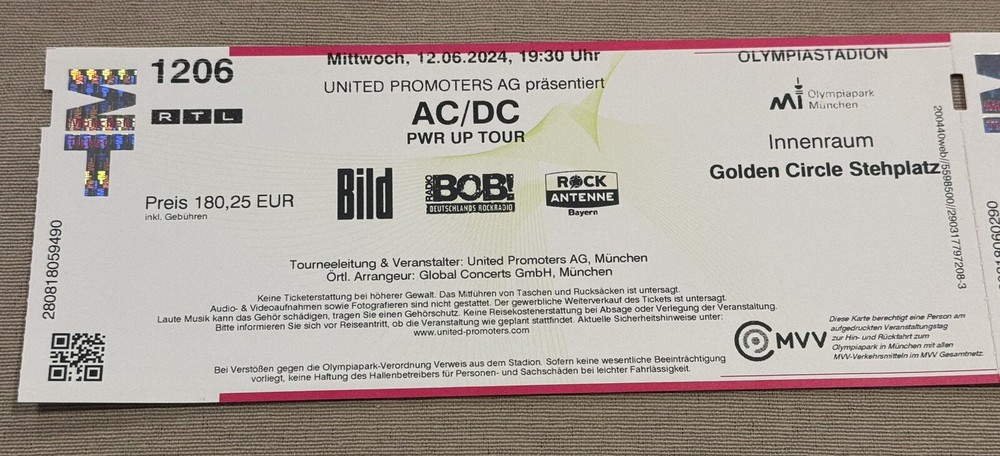 1206
RTL
Mittwoch, 12.06.2024, 19:30 Uhr
UNITED PROMOTERS AG präsentiert
AC/DC
PWR UP TOUR
OLYMPIASTADION
Olympiapark
München
Innenraum
Golden Circle Stehplatz
Preis 180,25 EUR
inkl. Gebühren
Bild
RADIO BOB!
DEUTSCHLANDS ROCKRADIO
ROCK
ANTENNE
Bayern
Tourneeleitung & Veranstalter: United Promoters AG, München
Örtl. Arrangeur: Global Concerts GmbH, München
Keine Ticketerstattung bei höherer Gewalt. Das Mitführen von Taschen und Rucksäcken ist untersagt.
Audio- & Videoaufnahmen sowie Fotografieren sind nicht gestattet. Der gewerbliche Weiterverkauf des Tickets ist untersagt.
Laute Musik kann das Gehör schädigen, tragen Sie einen Gehörschutz. Keine Reisekostenerstattung bei Absage oder Verlegung der Veranstaltung.
Bitte informieren Sie sich vor Reiseantritt, ob die Veranstaltung wie geplant stattfindet. Aktuelle Sicherheitshinweise unter:
www.united-promoters.com
Bei Verstößen gegen die Olympiapark-Verordnung Verweis aus dem Stadion. Sofern keine wesentliche Beeinträchtigung
vorliegt, keine Haftung des Hallenbetreibers für Personen- und Sachschäden bei leichter Fahrlässigkeit.
MVV
Diese Karte berechtigt eine Person am
aufgedruckten Veranstaltungstag
zur Hin- und Rückfahrt zum
Olympiapark in München mit allen
MVV-Verkehrsmitteln im MVV Gesamtnetz.
280818059490
200440web//5598500//290317797208-3